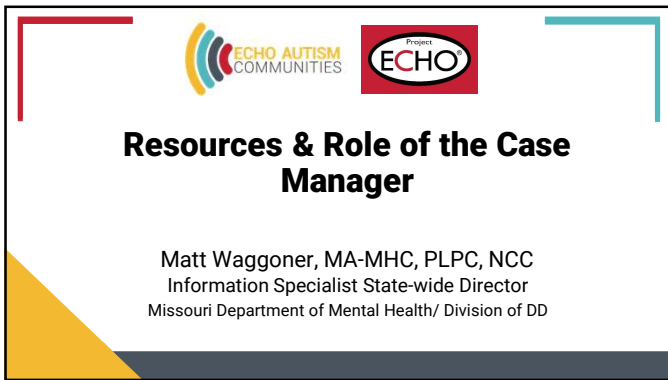 ECHO AUTISM
COMMUNITIES
Project
ECHO®
Resources & Role of the Case
Manager
Matt Waggoner, MA-MHC, PLPC, NCC
Information Specialist State-wide Director
Missouri Department of Mental Health/ Division of DD